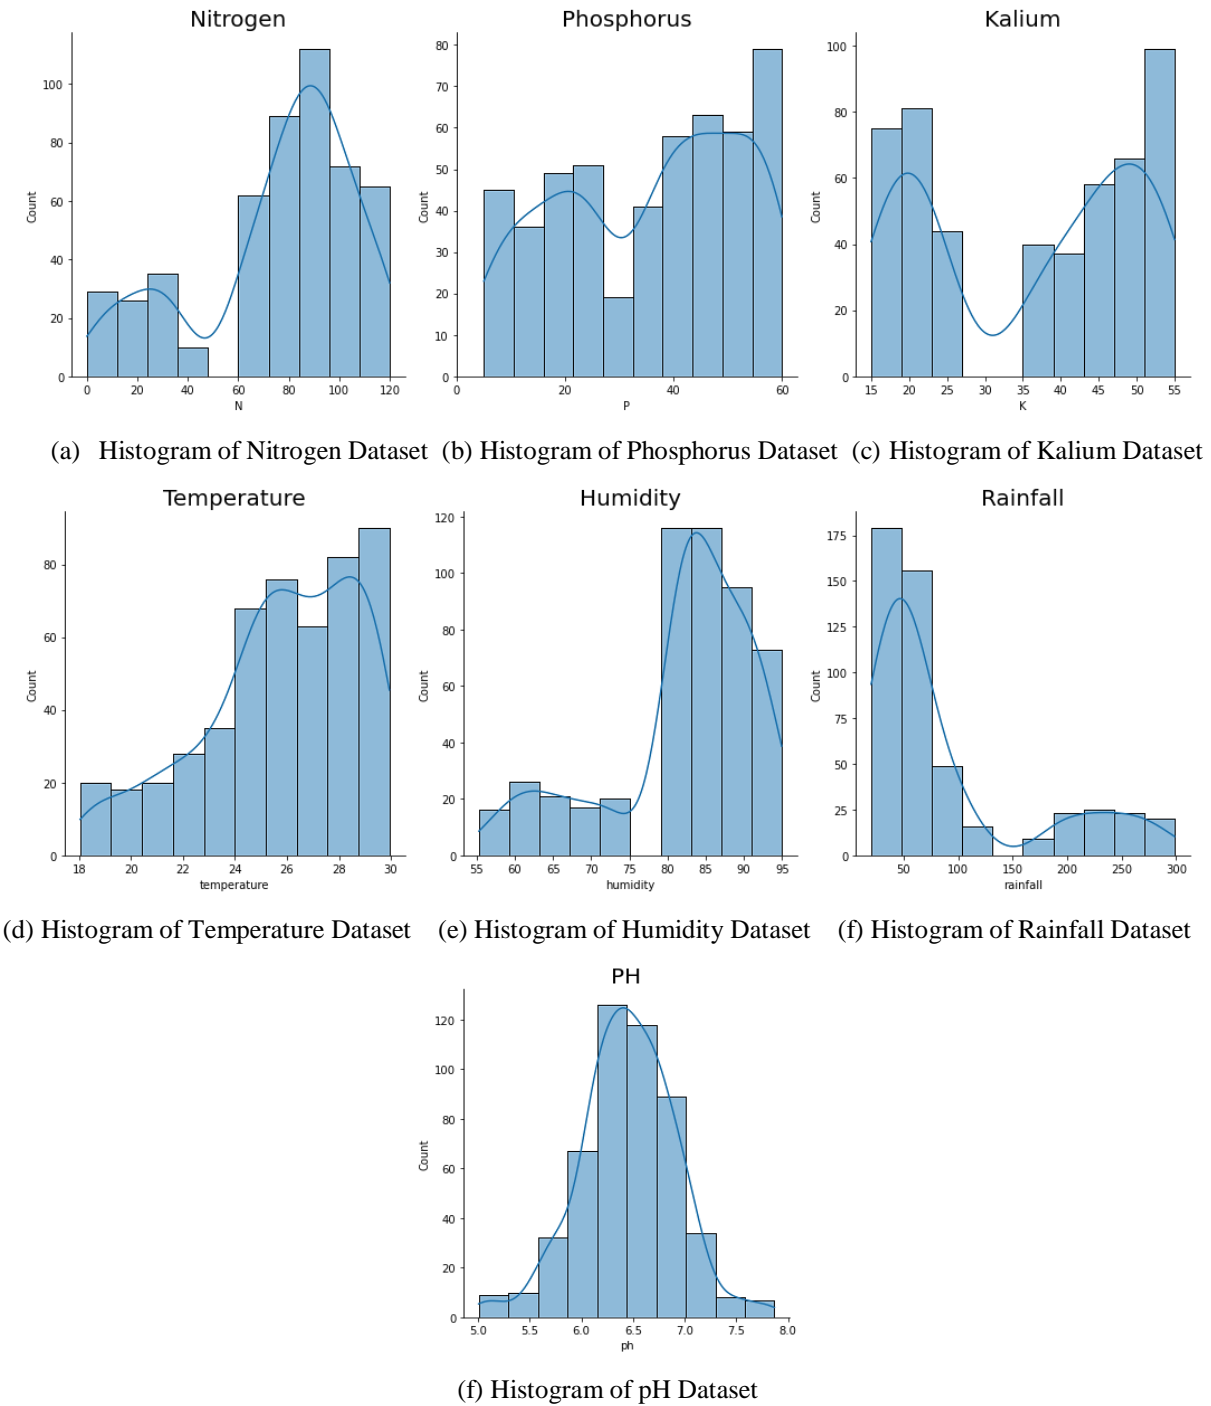 Nitrogen
Phosphorus
Kalium
Count
100
80
60
40
20
0
0 20 40 60 80 100 120
N
Count
80
70
60
50
40
30
20
10
0
0 20 40 60
P
Count
100
80
60
40
20
0
15 20 25 30 35 40 45 50 55
K
(a) Histogram of Nitrogen Dataset (b) Histogram of Phosphorus Dataset (c) Histogram of Kalium Dataset
Temperature
Humidity
Rainfall
Count
80
60
40
20
0
18 20 22 24 26 28 30
temperature
Count
120
100
80
60
40
20
0
55 60 65 70 75 80 85 90 95
humidity
Count
175
150
125
100
75
50
25
0
50 100 150 200 250 300
rainfall
(d) Histogram of Temperature Dataset (e) Histogram of Humidity Dataset (f) Histogram of Rainfall Dataset
PH
Count
120
100
80
60
40
20
0
5.0 5.5 6.0 6.5 7.0 7.5 8.0
ph
(f) Histogram of pH Dataset